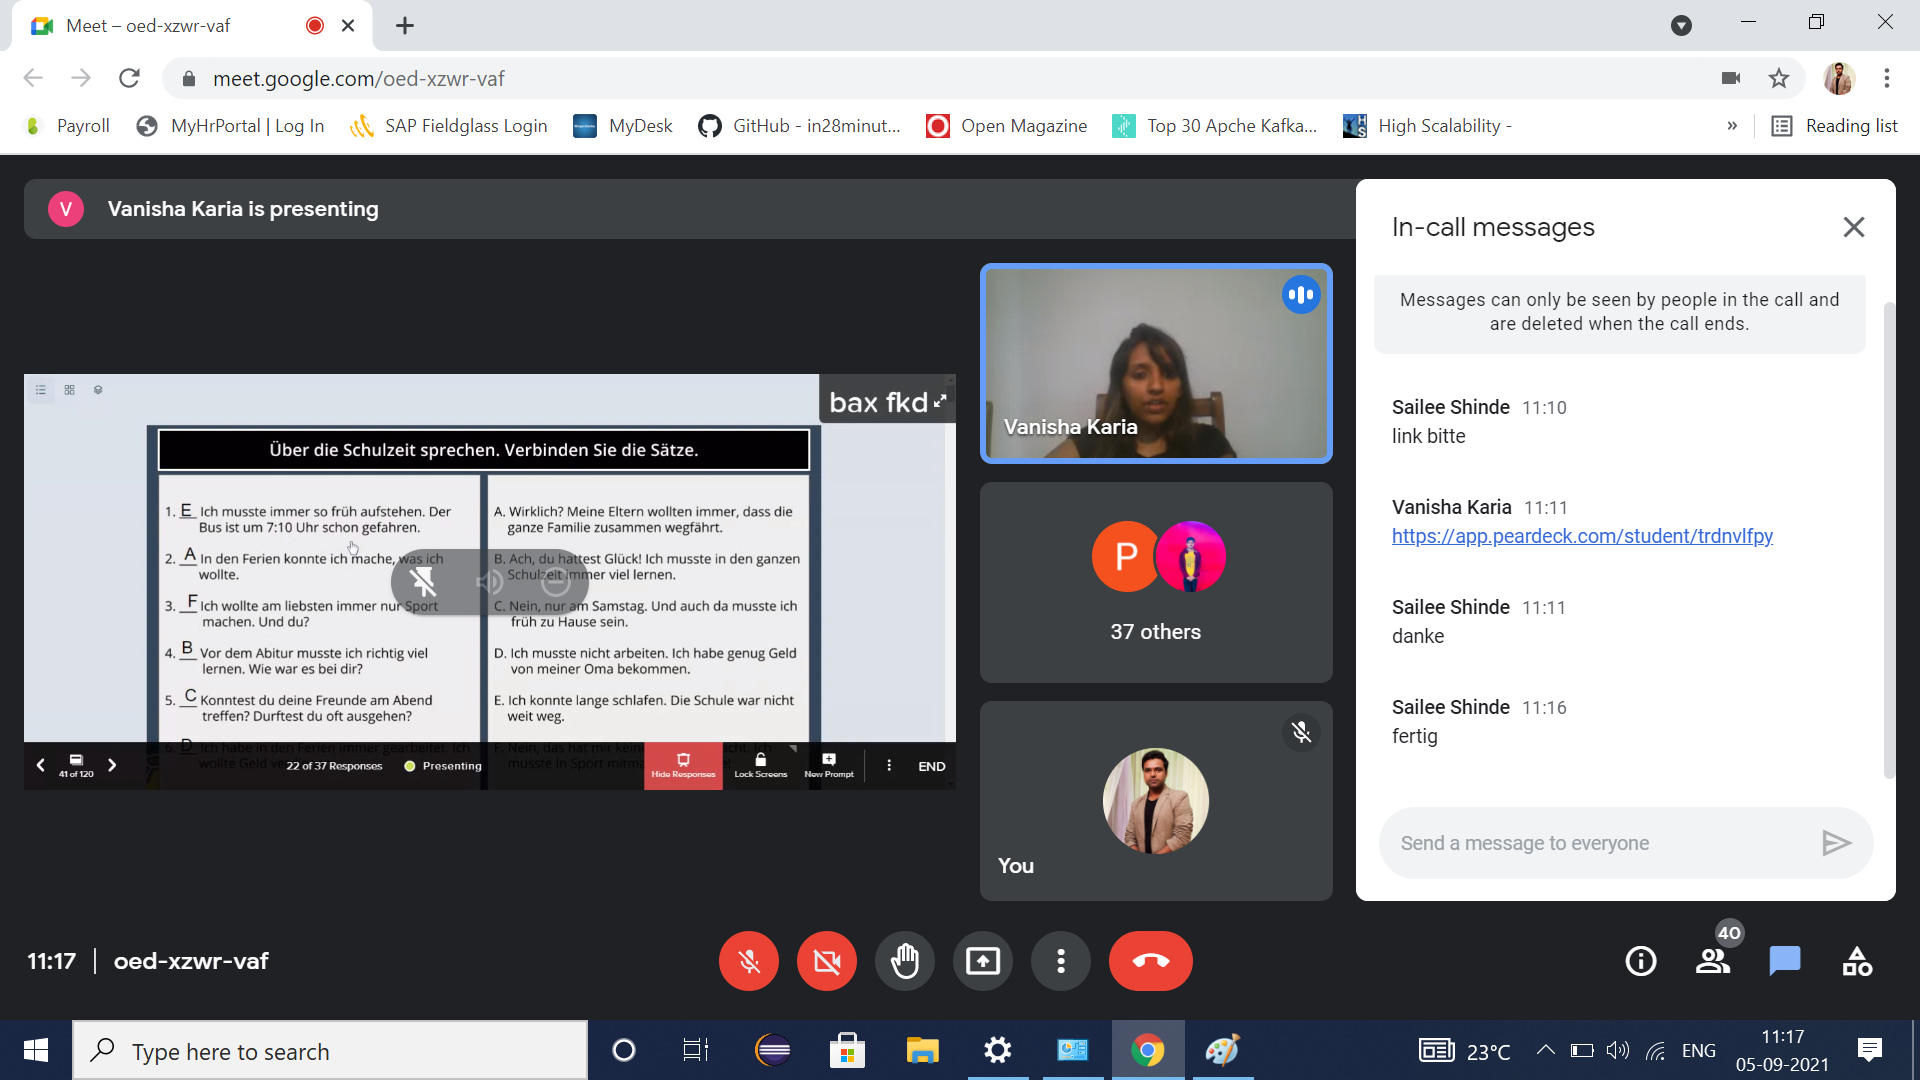 Meet – oed-xzwr-vaf
meet.google.com/oed-xzwr-vaf
Payroll
MyHrPortal | Log In
SAP Fieldglass Login
MyDesk
GitHub - in28minut...
Open Magazine
Top 30 Apche Kafka...
High Scalability -
»
Reading list
V
Vanisha Karia is presenting
bax fkd
Über die Schulzeit sprechen. Verbinden Sie die Sätze.
1. E Ich musste immer so früh aufstehen. Der
Bus ist um 7:10 Uhr schon gefahren.
2. A In den Ferien konnte ich mache, was ich
wollte.
3. F Ich wollte am liebsten immer nur Sport
machen. Und du?
4. B Vor dem Abitur musste ich richtig viel
lernen. Wie war es bei dir?
5. C Konntest du deine Freunde am Abend
treffen? Durftest du oft ausgehen?
6. D Ich habe in den Ferien immer gearbeitet. Ich
wollte Geld
A. Wirklich? Meine Eltern wollten immer, dass die
ganze Familie zusammen wegfährt.
B. Ach, du hattest Glück! Ich musste in den ganzen
Schulzeit immer viel lernen.
C. Nein, nur am Samstag. Und auch da musste ich
früh zu Hause sein.
D. Ich musste nicht arbeiten. Ich habe genug Geld
von meiner Oma bekommen.
E. Ich konnte lange schlafen. Die Schule war nicht
weit weg.
F. Nein, das hat mir Ich
musste in Sport
41 of 120
22 of 37 Responses
Presenting
Hide Responses
Lock Screens
New Prompt
END
Vanisha Karia
P
37 others
You
In-call messages
Messages can only be seen by people in the call and
are deleted when the call ends.
Sailee Shinde 11:10
link bitte
Vanisha Karia 11:11
https://app.peardeck.com/student/trdnvlfpy
Sailee Shinde 11:11
danke
Sailee Shinde 11:16
fertig
Send a message to everyone
11:17 | oed-xzwr-vaf
40
Type here to search
23°C
ENG
11:17
05-09-2021